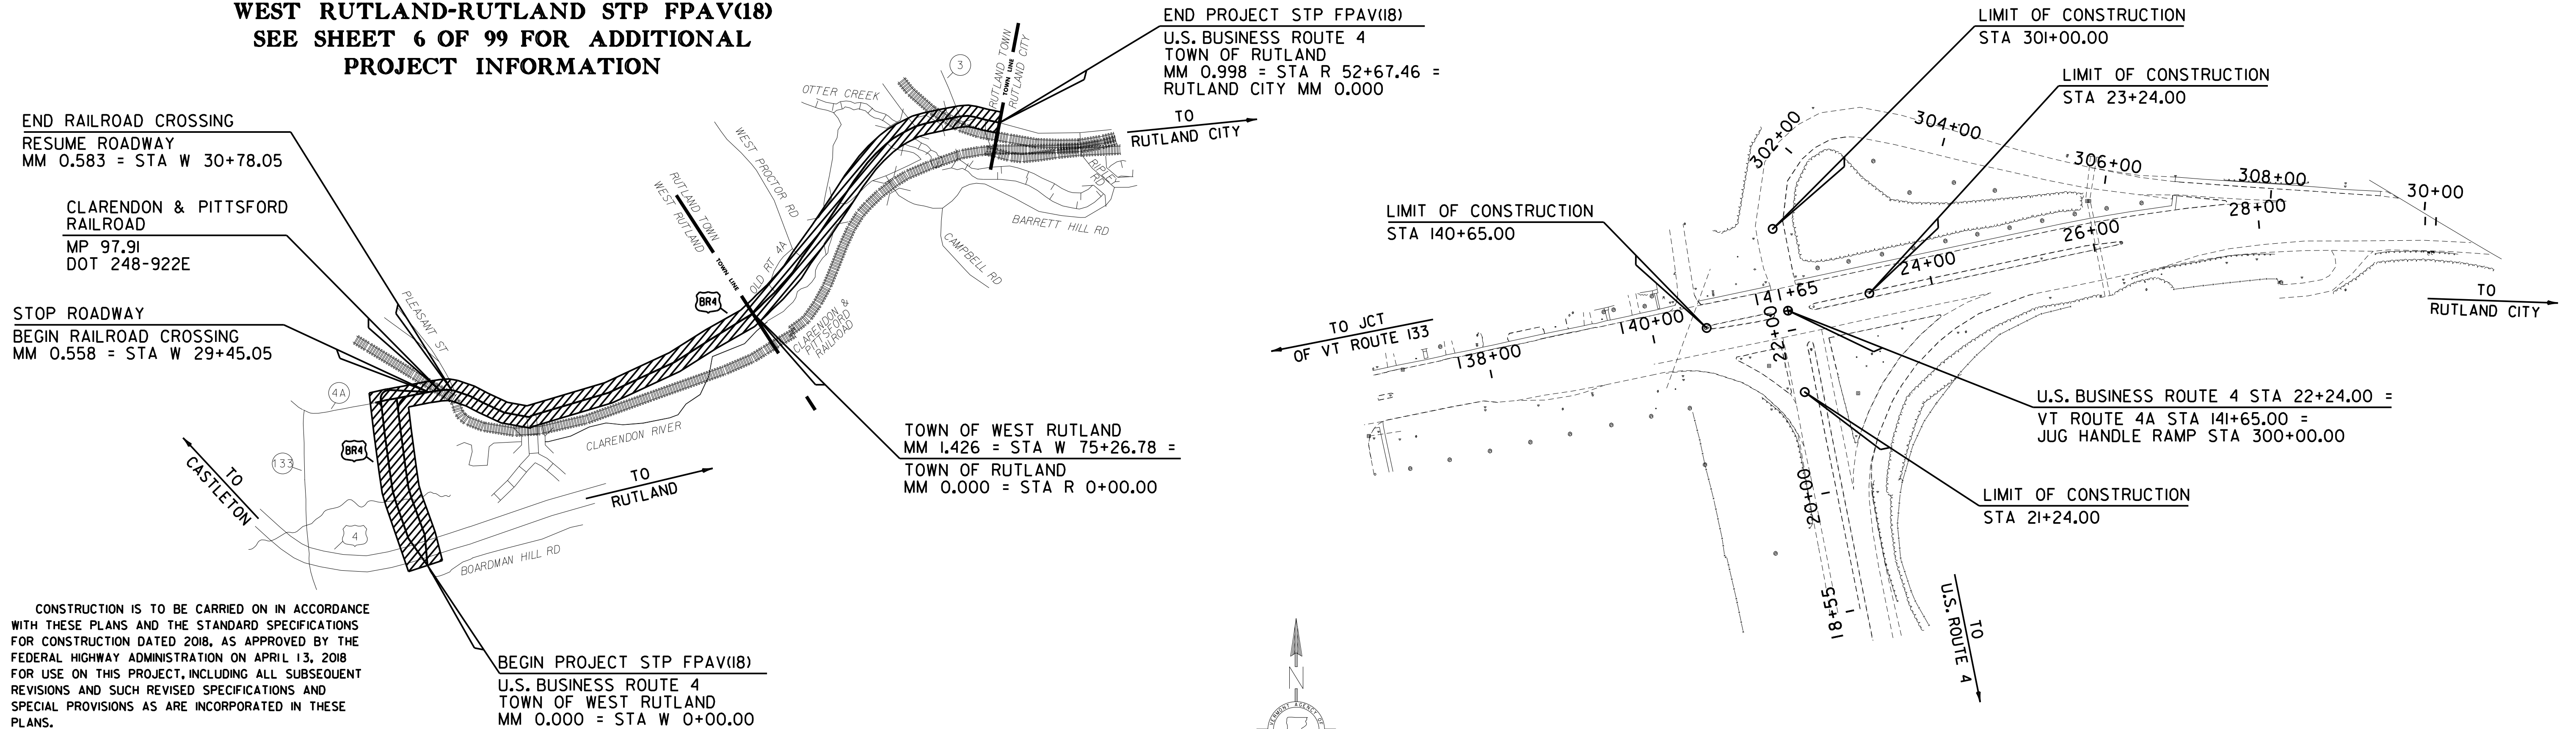 WEST RUTLAND-RUTLAND STP FPAV(18)
SEE SHEET 6 OF 99 FOR ADDITIONAL
PROJECT INFORMATION
END RAILROAD CROSSING
RESUME ROADWAY
MM 0.583 = STA W 30+78.05
CLARENDON & PITTSFORD
RAILROAD
MP 97.91
DOT 248-922E
STOP ROADWAY
BEGIN RAILROAD CROSSING
MM 0.558 = STA W 29+45.05
PLEASANT ST
4A
133
BR4
TO
CASTLETON
4
BOARDMAN HILL RD
TO
RUTLAND
CLARENDON RIVER
CONSTRUCTION IS TO BE CARRIED ON IN ACCORDANCE
WITH THESE PLANS AND THE STANDARD SPECIFICATIONS
FOR CONSTRUCTION DATED 2018, AS APPROVED BY THE
FEDERAL HIGHWAY ADMINISTRATION ON APRIL 13, 2018
FOR USE ON THIS PROJECT, INCLUDING ALL SUBSEQUENT
REVISIONS AND SUCH REVISED SPECIFICATIONS AND
SPECIAL PROVISIONS AS ARE INCORPORATED IN THESE
PLANS.
BEGIN PROJECT STP FPAV(18)
U.S. BUSINESS ROUTE 4
TOWN OF WEST RUTLAND
MM 0.000 = STA W 0+00.00
RUTLAND TOWN
WEST RUTLAND
TOWN LINE
BR4
OLD RT 4A
WEST PROCTOR RD
OTTER CREEK
3
RUTLAND TOWN
TOWN LINE
RUTLAND CITY
CLARENDON &
PITTSFORD
RAILROAD
CAMPBELL RD
BARRETT HILL RD
RIPLEY
RD
END PROJECT STP FPAV(18)
U.S. BUSINESS ROUTE 4
TOWN OF RUTLAND
MM 0.998 = STA R 52+67.46 =
RUTLAND CITY MM 0.000
TO
RUTLAND CITY
TOWN OF WEST RUTLAND
MM 1.426 = STA W 75+26.78 =
TOWN OF RUTLAND
MM 0.000 = STA R 0+00.00
N
VERMONT AGENCY OF
LIMIT OF CONSTRUCTION
STA 301+00.00
LIMIT OF CONSTRUCTION
STA 23+24.00
LIMIT OF CONSTRUCTION
STA 140+65.00
TO JCT
OF VT ROUTE 133
138+00
140+00
141+65
22+00
24+00
26+00
28+00
30+00
302+00
304+00
306+00
308+00
20+00
18+55
TO
RUTLAND CITY
U.S. BUSINESS ROUTE 4 STA 22+24.00 =
VT ROUTE 4A STA 141+65.00 =
JUG HANDLE RAMP STA 300+00.00
LIMIT OF CONSTRUCTION
STA 21+24.00
TO
U.S. ROUTE 4